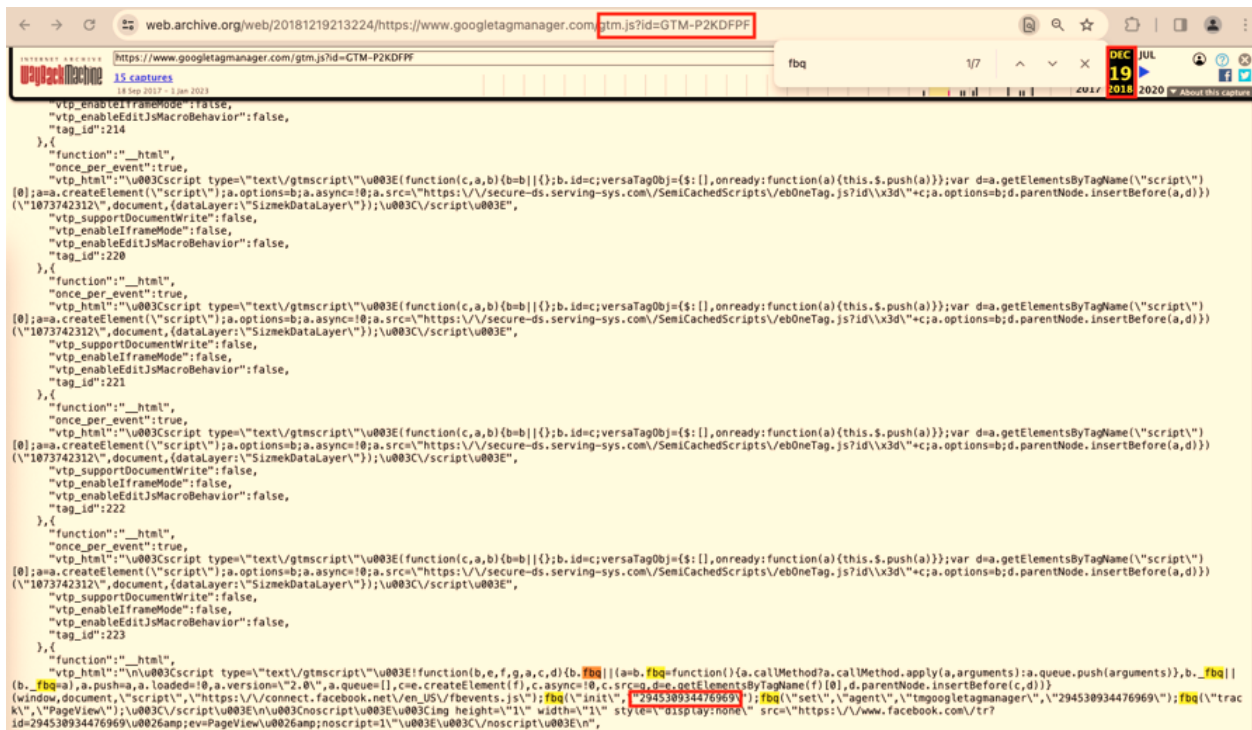 web.archive.org/web/20181219213224/https://www.googletagmanager.com/gtm.js?id=GTM-P2KDFPF
INTERNET ARCHIVE
WayBackMachine
https://www.googletagmanager.com/gtm.js?id=GTM-P2KDFPF
15 captures
18 Sep 2017 - 1 Jan 2023
fbq
1/7
DEC JUL
19
2017 2018 2020
About this capture
"vtp_enableIframeMode":false,
"vtp_enableEditJsMacroBehavior":false,
"tag_id":214
},{
"function":"__html",
"once_per_event":true,
"vtp_html":"\u003Cscript type=\"text\/gtmscript\"\u003E(function(c,a,b){b=b||{};b.id=c;versaTagObj={$:[],onready:function(a){this.$.push(a)}};var d=a.getElementsByTagName(\"script\")
[0];a=a.createElement(\"script\");a.options=b;a.async=!0;a.src=\"https:\/\/secure-ds.serving-sys.com\/SemiCachedScripts\/ebOneTag.js?id\\x3d\"+c;a.options=b;d.parentNode.insertBefore(a,d)})
(\"1073742312\",document,{dataLayer:\"SizmekDataLayer\"});\u003C\/script\u003E",
"vtp_supportDocumentWrite":false,
"vtp_enableIframeMode":false,
"vtp_enableEditJsMacroBehavior":false,
"tag_id":220
},{
"function":"__html",
"once_per_event":true,
"vtp_html":"\u003Cscript type=\"text\/gtmscript\"\u003E(function(c,a,b){b=b||{};b.id=c;versaTagObj={$:[],onready:function(a){this.$.push(a)}};var d=a.getElementsByTagName(\"script\")
[0];a=a.createElement(\"script\");a.options=b;a.async=!0;a.src=\"https:\/\/secure-ds.serving-sys.com\/SemiCachedScripts\/ebOneTag.js?id\\x3d\"+c;a.options=b;d.parentNode.insertBefore(a,d)})
(\"1073742312\",document,{dataLayer:\"SizmekDataLayer\"});\u003C\/script\u003E",
"vtp_supportDocumentWrite":false,
"vtp_enableIframeMode":false,
"vtp_enableEditJsMacroBehavior":false,
"tag_id":221
},{
"function":"__html",
"once_per_event":true,
"vtp_html":"\u003Cscript type=\"text\/gtmscript\"\u003E(function(c,a,b){b=b||{};b.id=c;versaTagObj={$:[],onready:function(a){this.$.push(a)}};var d=a.getElementsByTagName(\"script\")
[0];a=a.createElement(\"script\");a.options=b;a.async=!0;a.src=\"https:\/\/secure-ds.serving-sys.com\/SemiCachedScripts\/ebOneTag.js?id\\x3d\"+c;a.options=b;d.parentNode.insertBefore(a,d)})
(\"1073742312\",document,{dataLayer:\"SizmekDataLayer\"});\u003C\/script\u003E",
"vtp_supportDocumentWrite":false,
"vtp_enableIframeMode":false,
"vtp_enableEditJsMacroBehavior":false,
"tag_id":222
},{
"function":"__html",
"once_per_event":true,
"vtp_html":"\u003Cscript type=\"text\/gtmscript\"\u003E(function(c,a,b){b=b||{};b.id=c;versaTagObj={$:[],onready:function(a){this.$.push(a)}};var d=a.getElementsByTagName(\"script\")
[0];a=a.createElement(\"script\");a.options=b;a.async=!0;a.src=\"https:\/\/secure-ds.serving-sys.com\/SemiCachedScripts\/ebOneTag.js?id\\x3d\"+c;a.options=b;d.parentNode.insertBefore(a,d)})
(\"1073742312\",document,{dataLayer:\"SizmekDataLayer\"});\u003C\/script\u003E",
"vtp_supportDocumentWrite":false,
"vtp_enableIframeMode":false,
"vtp_enableEditJsMacroBehavior":false,
"tag_id":223
},{
"function":"__html",
"vtp_html":"\n\u003Cscript type=\"text\/gtmscript\"\u003E!function(b,e,f,g,a,c,d){b.fbq||(a=b.fbq=function(){a.callMethod?a.callMethod.apply(a,arguments):a.queue.push(arguments)},b._fbq||
(b._fbq=a),a.push=a,a.loaded=!0,a.version=\"2.0\",a.queue=[],c=e.createElement(f),c.async=!0,c.src=g,d=e.getElementsByTagName(f)[0],d.parentNode.insertBefore(c,d))}
(window,document,\"script\",\"https:\/\/connect.facebook.net\/en_US\/fbevents.js\");fbq(\"init\",\"294530934476969\");fbq(\"set\",\"agent\",\"tmgoogletagmanager\",\"294530934476969\");fbq(\"trac
k\",\"PageView\");\u003C\/script\u003E\n\u003Cnoscript\u003E\u003Cimg height=\"1\" width=\"1\" style=\"display:none\" src=\"https:\/\/www.facebook.com\/tr?
id=294530934476969\u0026amp;ev=PageView\u0026amp;noscript=1\"\u003E\u003C\/noscript\u003E\n",